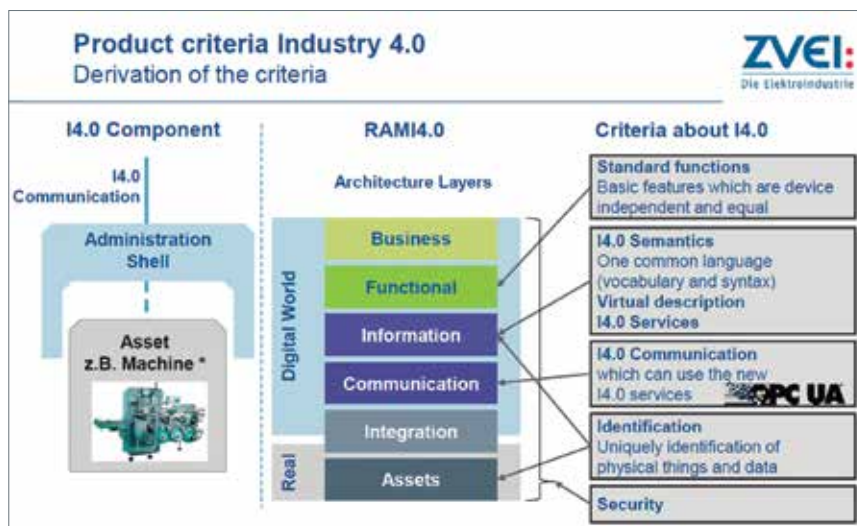 Product criteria Industry 4.0
Derivation of the criteria
ZVEI:
Die Elektroindustrie
I4.0 Component
I4.0
Communication
Administration
Shell
Asset
z.B. Machine *
RAMI4.0
Architecture Layers
Digital World
Real
Business
Functional
Information
Communication
Integration
Assets
Criteria about I4.0
Standard functions
Basic features which are device
independent and equal
I4.0 Semantics
One common language
(vocabulary and syntax)
Virtual description
I4.0 Services
I4.0 Communication
which can use the new
I4.0 services
OPC UA
Identification
Uniquely identification of
physical things and data
Security